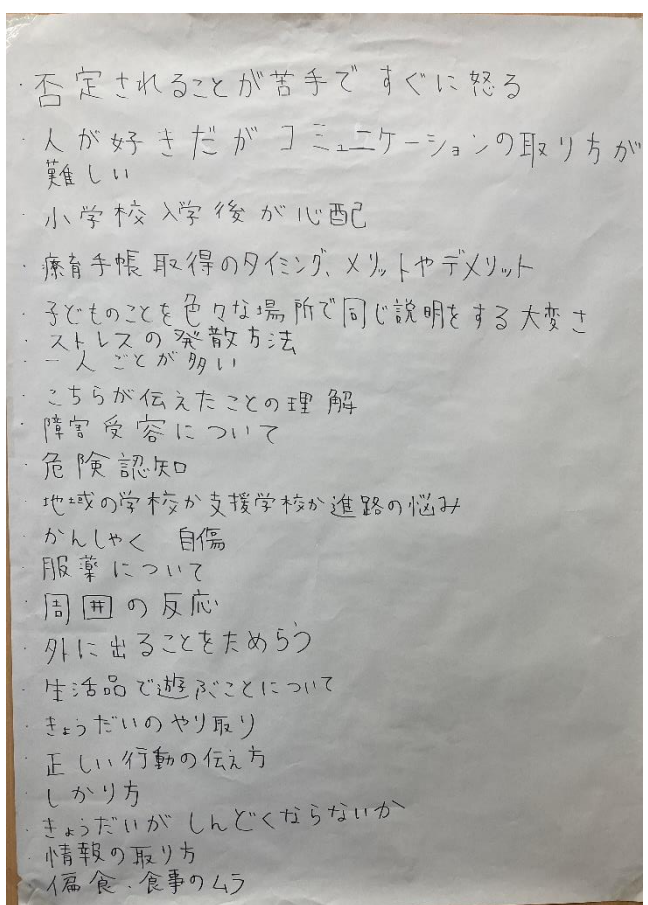 ・否定されることが苦手ですぐに怒る
・人が好きだがコミュニケーションの取り方が
難しい
・小学校入学後が心配
・療育手帳取得のタイミング、メリットやデメリット
・子どものことを色々な場所で同じ説明をする大変さ
・ストレスの発散方法
・一人ごとが多い
・こちらが伝えたことの理解
・障害受容について
・危険認知
・地域の学校か支援学校か進路の悩み
・かんしゃく 自傷
・服薬について
・周囲の反応
・外に出ることをためらう
・生活品で遊ぶことについて
・きょうだいのやり取り
・正しい行動の伝え方
・しかり方
・きょうだいがしんどくならないか
・情報の取り方
・偏食、食事のムラ